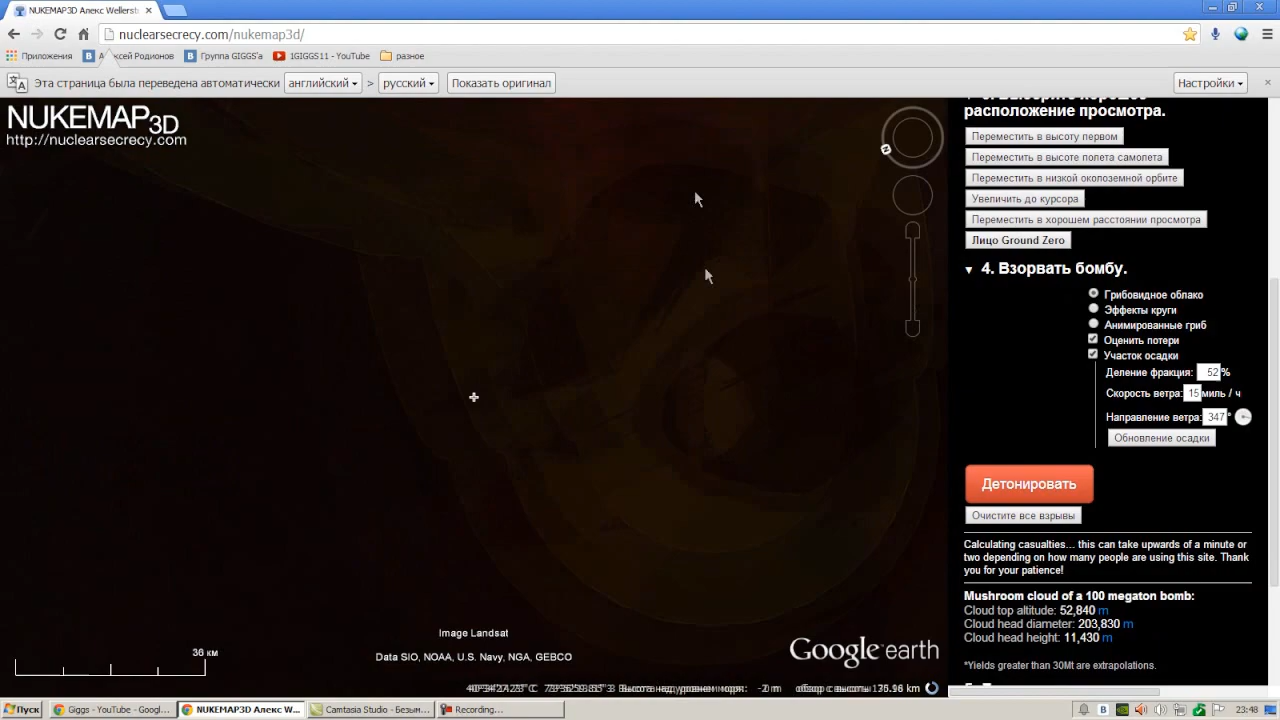 NUKEMAP3D Алекс Wellerst
nuclearsecrecy.com/nukemap3d/
Приложения
Группа GIGGS'a
1GIGGS11 - YouTube
разное
Эта страница была переведена автоматически
английский
>
русский
Показать оригинал
Настройки
NUKEMAP3D
http://nuclearsecrecy.com
расположение просмотра.
Переместить в высоту первом
Переместить в высоте полета самолета
Переместить в низкой околоземной орбите
Увеличить до курсора
Переместить в хорошем расстоянии просмотра
Лицо Ground Zero
4. Взорвать бомбу.
Грибовидное облако
Эффекты круги
Анимированные гриб
Оценить потери
Участок осадки
Деление фракция: 52 %
Скорость ветра: 15 миль / ч
Направление ветра: 347 °
Обновление осадки
Детонировать
Очистите все взрывы
Calculating casualties... this can take upwards of a minute or
two depending on how many people are using this site. Thank
you for your patience!
Mushroom cloud of a 100 megaton bomb:
Cloud top altitude: 52,840 m
Cloud head diameter: 203,830 m
Cloud head height: 11,430 m
*Yields greater than 30Mt are extrapolations.
Image Landsat
Data SIO, NOAA, U.S. Navy, NGA, GEBCO
36 км
Google earth
Пуск
Giggs - YouTube - Googl...
NUKEMAP3D Алекс W...
Camtasia Studio - Безым...
Recording...
23:48